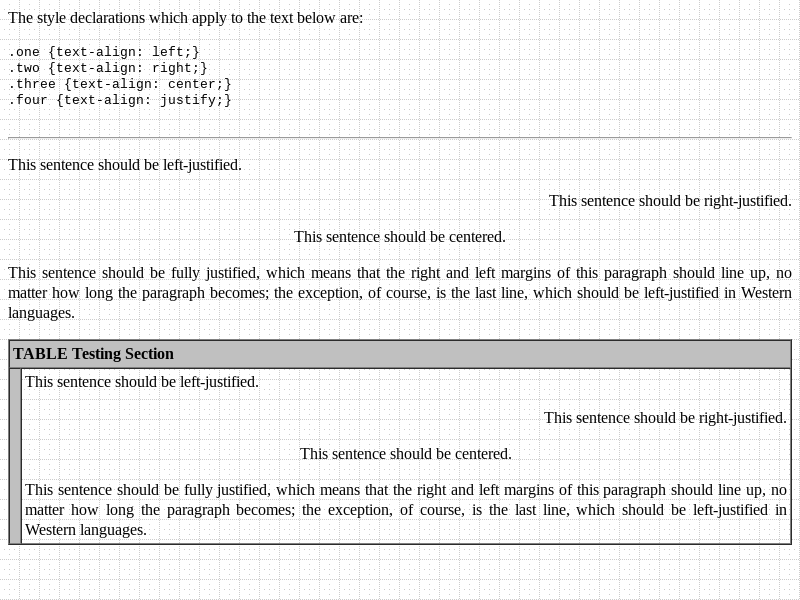 The style declarations which apply to the text below are:
.one {text-align: left;}
.two {text-align: right;}
.three {text-align: center;}
.four {text-align: justify;}
This sentence should be left-justified.
This sentence should be right-justified.
This sentence should be centered.
This sentence should be fully justified, which means that the right and left margins of this paragraph should line up, no
matter how long the paragraph becomes; the exception, of course, is the last line, which should be left-justified in Western
languages.
TABLE Testing Section
This sentence should be left-justified.
This sentence should be right-justified.
This sentence should be centered.
This sentence should be fully justified, which means that the right and left margins of this paragraph should line up, no
matter how long the paragraph becomes; the exception, of course, is the last line, which should be left-justified in
Western languages.